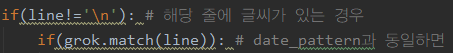 if(line!='\n'): # 해당 줄에 글씨가 있는 경우
if(grok.match(line)): # date_pattern과 동일하면